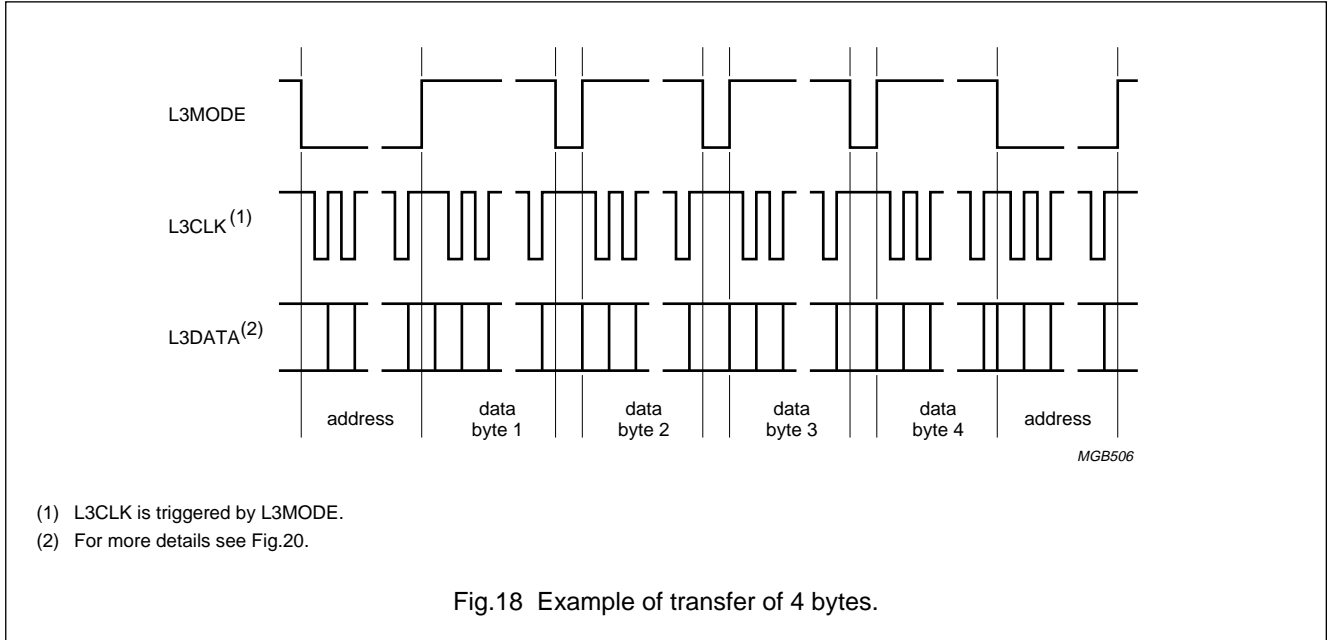 L3MODE
L3CLK(1)
L3DATA(2)
address
data
byte 1
data
byte 2
data
byte 3
data
byte 4
address
MGB506
(1) L3CLK is triggered by L3MODE.
(2) For more details see Fig.20.
Fig.18 Example of transfer of 4 bytes.